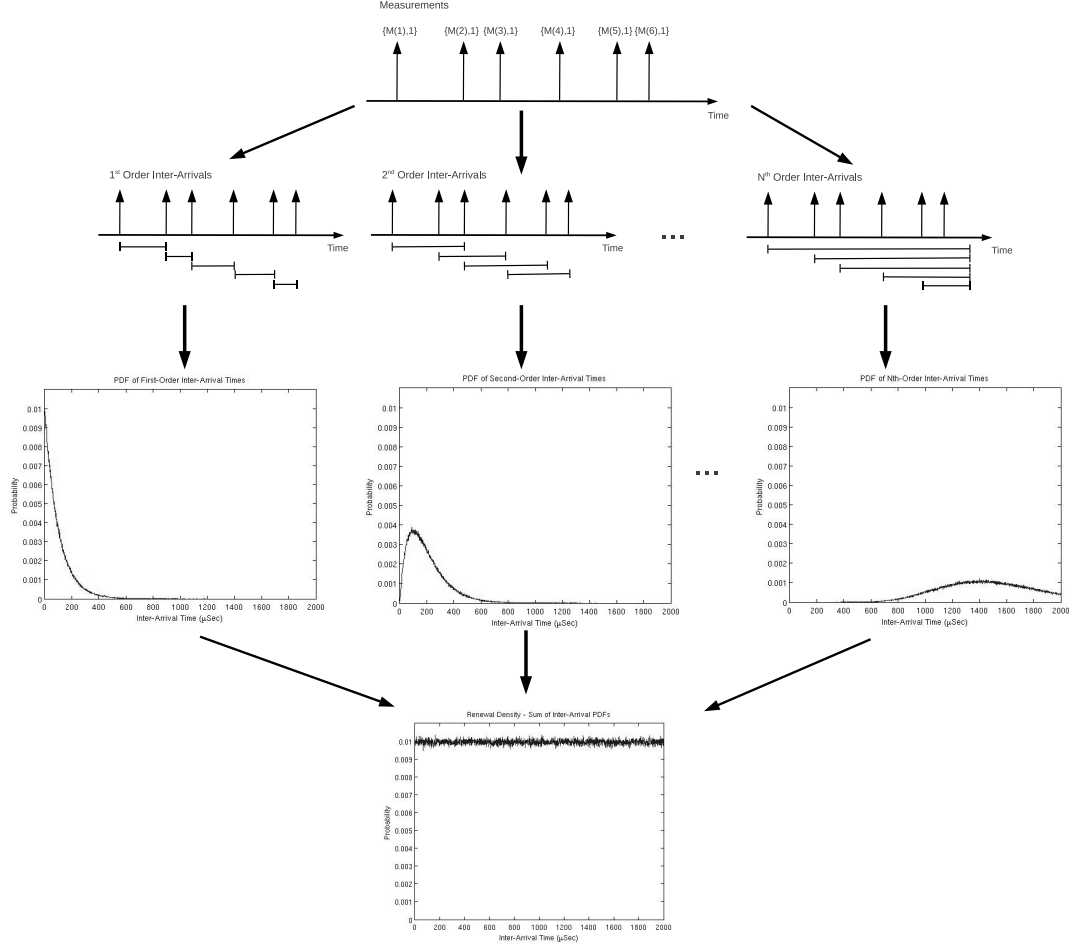 Measurements
{M(1),1} {M(2),1} {M(3),1} {M(4),1} {M(5),1} {M(6),1}
Time
1st Order Inter-Arrivals
2nd Order Inter-Arrivals
Nth Order Inter-Arrivals
Time
Time
...
Time
PDF of First-Order Inter-Arrival Times
0.01
0.009
0.008
0.007
0.006
0.005
0.004
0.003
0.002
0.001
0
Probability
0 200 400 600 800 1000 1200 1400 1600 1800 2000
Inter-Arrival Time (μSec)
PDF of Second-Order Inter-Arrival Times
0.01
0.009
0.008
0.007
0.006
0.005
0.004
0.003
0.002
0.001
0
Probability
0 200 400 600 800 1000 1200 1400 1600 1800 2000
Inter-Arrival Time (μSec)
...
PDF of Nth-Order Inter-Arrival Times
0.01
0.009
0.008
0.007
0.006
0.005
0.004
0.003
0.002
0.001
0
Probability
0 200 400 600 800 1000 1200 1400 1600 1800 2000
Inter-Arrival Time (μSec)
Renewal Density - Sum of Inter-Arrival PDFs
0.01
0.009
0.008
0.007
0.006
0.005
0.004
0.003
0.002
0.001
0
Probability
0 200 400 600 800 1000 1200 1400 1600 1800 2000
Inter-Arrival Time (μSec)